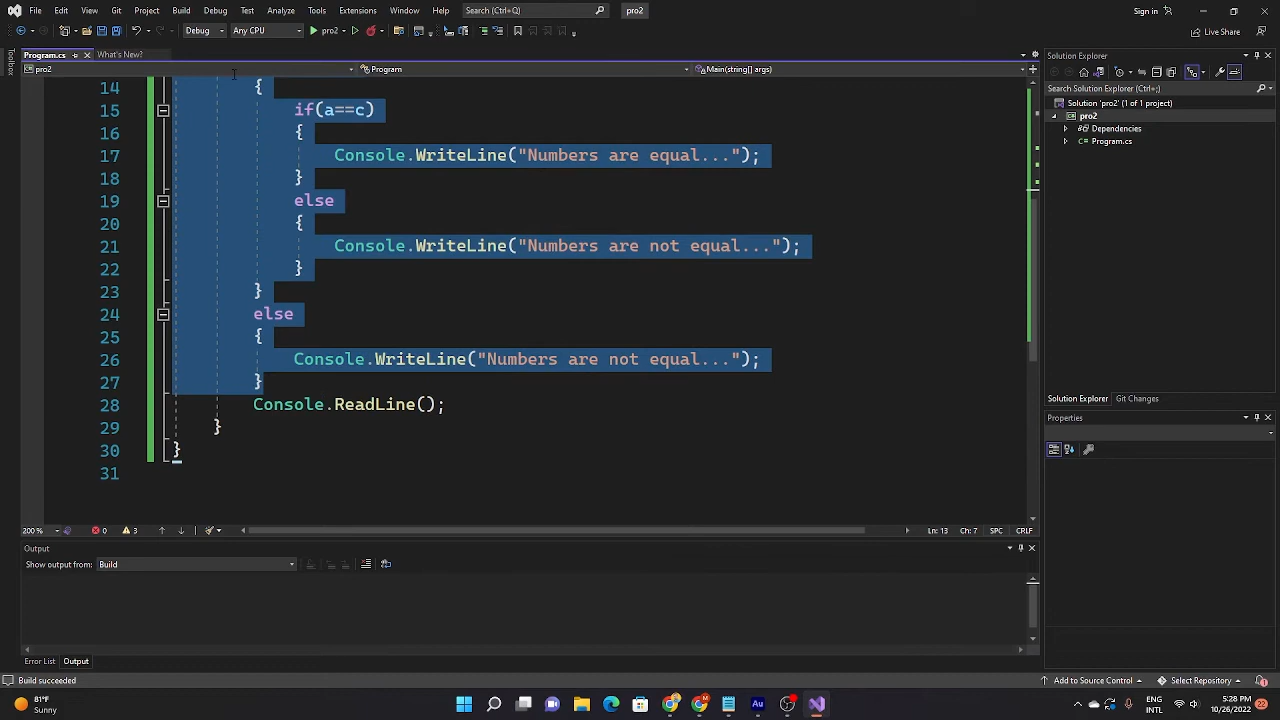 File Edit View Git Project Build Debug Test Analyze Tools Extensions Window Help Search (Ctrl+Q) pro2 Sign in
Debug Any CPU pro2 Live Share
Program.cs What's New?
Solution Explorer
pro2 Program Main(string[] args)
Search Solution Explorer (Ctrl+;)
Solution 'pro2' (1 of 1 project)
pro2
Dependencies
Program.cs
14 {
15 if(a==c)
16 {
17 Console.WriteLine("Numbers are equal...");
18 }
19 else
20 {
21 Console.WriteLine("Numbers are not equal...");
22 }
23 }
24 else
25 {
26 Console.WriteLine("Numbers are not equal...");
27 }
28 Console.ReadLine();
29 }
30 }
31
Solution Explorer Git Changes
Properties
200 % 0 3 Ln: 13 Ch: 7 SPC CRLF
Output
Show output from: Build
Error List Output
Build succeeded Add to Source Control Select Repository
81°F
Sunny
ENG
INTL
5:28 PM
10/26/2022